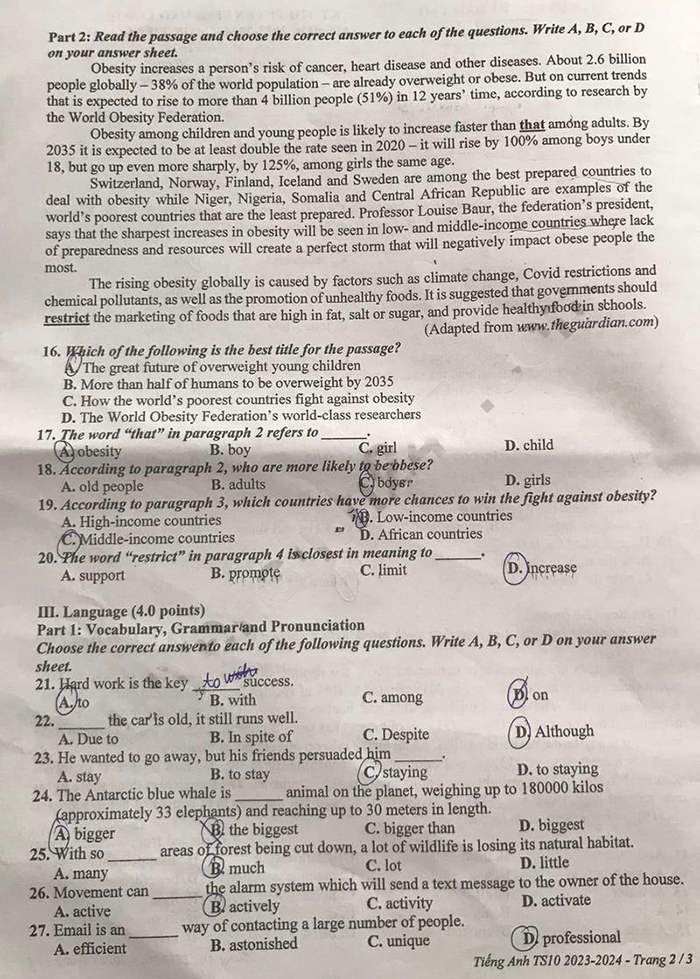 Part 2: Read the passage and choose the correct answer to each of the questions. Write A, B, C, or D
on your answer sheet.
Obesity increases a person's risk of cancer, heart disease and other diseases. About 2.6 billion
people globally – 38% of the world population – are already overweight or obese. But on current trends
that is expected to rise to more than 4 billion people (51%) in 12 years' time, according to research by
the World Obesity Federation.
Obesity among children and young people is likely to increase faster than that among adults. By
2035 it is expected to be at least double the rate seen in 2020 – it will rise by 100% among boys under
18, but go up even more sharply, by 125%, among girls the same age.
Switzerland, Norway, Finland, Iceland and Sweden are among the best prepared countries to
deal with obesity while Niger, Nigeria, Somalia and Central African Republic are examples of the
world's poorest countries that are the least prepared. Professor Louise Baur, the federation's president,
says that the sharpest increases in obesity will be seen in low- and middle-income countries where lack
of preparedness and resources will create a perfect storm that will negatively impact obese people the
most.
The rising obesity globally is caused by factors such as climate change, Covid restrictions and
chemical pollutants, as well as the promotion of unhealthy foods. It is suggested that governments should
restrict the marketing of foods that are high in fat, salt or sugar, and provide healthy food in schools.
(Adapted from www.theguardian.com)
16. Which of the following is the best title for the passage?
A. The great future of overweight young children
B. More than half of humans to be overweight by 2035
C. How the world's poorest countries fight against obesity
D. The World Obesity Federation's world-class researchers
17. The word "that" in paragraph 2 refers to ______.
A. obesity B. boy C. girl D. child
18. According to paragraph 2, who are more likely to be obese?
A. old people B. adults C. boys D. girls
19. According to paragraph 3, which countries have more chances to win the fight against obesity?
A. High-income countries B. Low-income countries
C. Middle-income countries D. African countries
20. The word "restrict" in paragraph 4 is closest in meaning to ______.
A. support B. promote C. limit D. increase
III. Language (4.0 points)
Part 1: Vocabulary, Grammar and Pronunciation
Choose the correct answer to each of the following questions. Write A, B, C, or D on your answer
sheet.
21. Hard work is the key to with success.
A. to B. with C. among D. on
22. ______ the car is old, it still runs well.
A. Due to B. In spite of C. Despite D. Although
23. He wanted to go away, but his friends persuaded him ______.
A. stay B. to stay C. staying D. to staying
24. The Antarctic blue whale is ______ animal on the planet, weighing up to 180000 kilos
(approximately 33 elephants) and reaching up to 30 meters in length.
A. bigger B. the biggest C. bigger than D. biggest
25. With so ______ areas of forest being cut down, a lot of wildlife is losing its natural habitat.
A. many B. much C. lot D. little
26. Movement can ______ the alarm system which will send a text message to the owner of the house.
A. active B. actively C. activity D. activate
27. Email is an ______ way of contacting a large number of people.
A. efficient B. astonished C. unique D. professional
Tiếng Anh TS10 2023-2024 - Trang 2 / 3